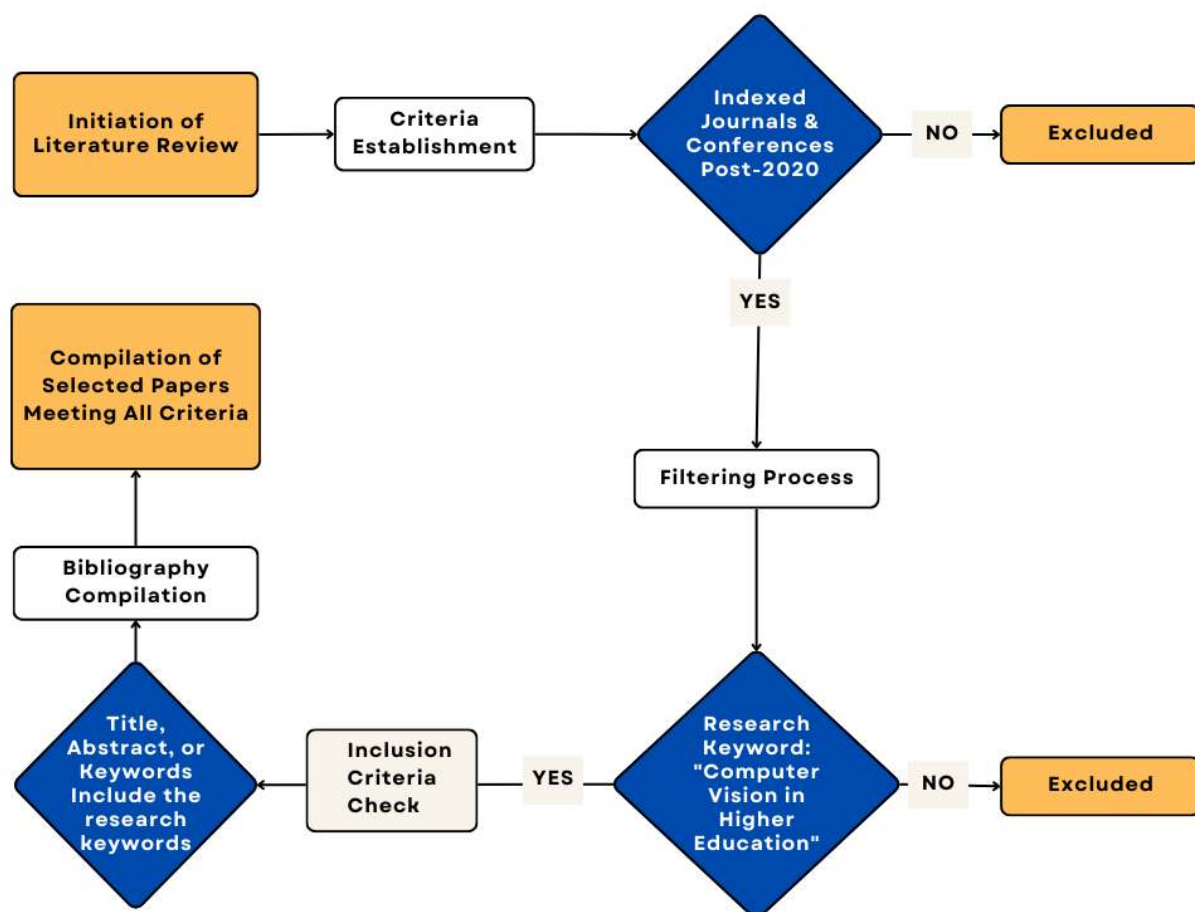 Initiation of
Literature Review
Criteria
Establishment
Indexed
Journals &
Conferences
Post-2020
NO
Excluded
YES
Filtering Process
Research
Keyword:
"Computer
Vision in
Higher
Education"
NO
Excluded
YES
Inclusion
Criteria
Check
Title,
Abstract, or
Keywords
Include the
research
keywords
Bibliography
Compilation
Compilation of
Selected Papers
Meeting All Criteria